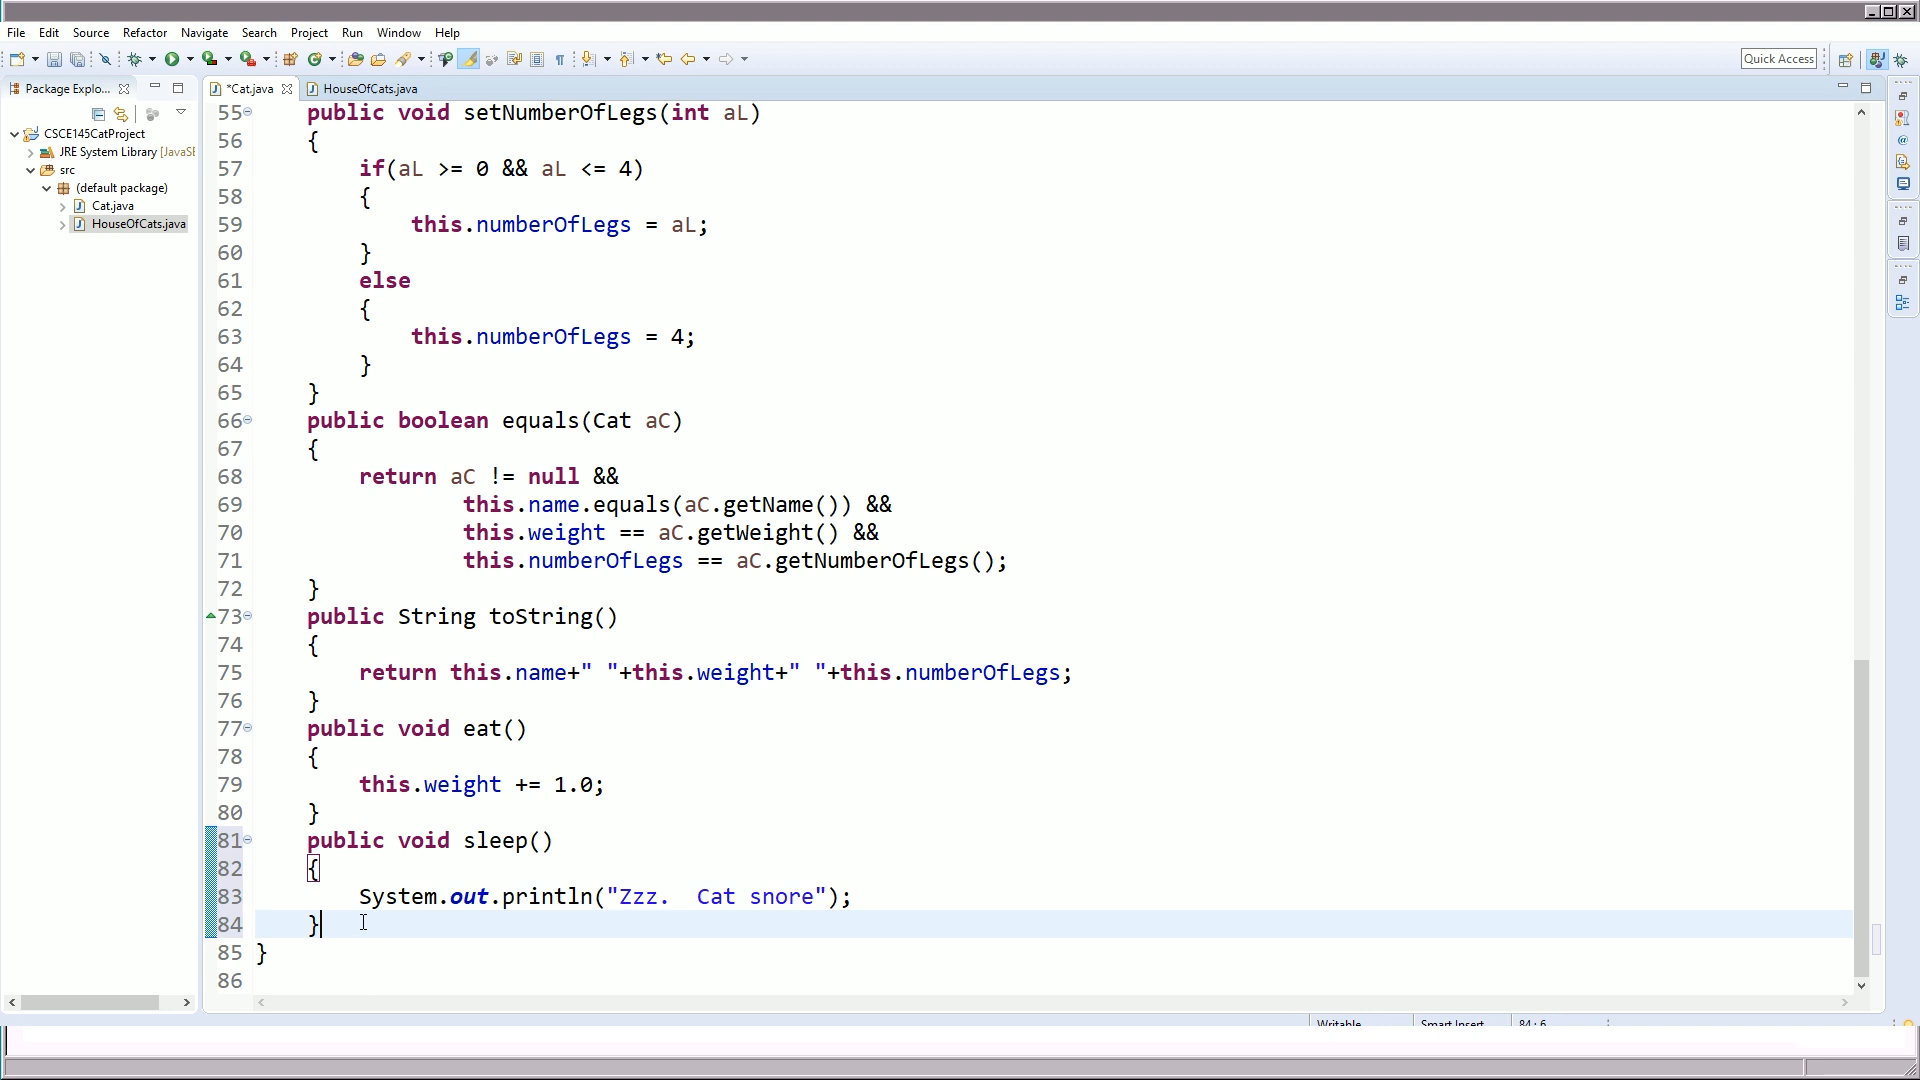 File Edit Source Refactor Navigate Search Project Run Window Help
Quick Access
Package Explo...
*Cat.java
HouseOfCats.java
CSCE145CatProject
JRE System Library [JavaSE
src
(default package)
Cat.java
HouseOfCats.java
55 public void setNumberOfLegs(int aL)
56 {
57 if(aL >= 0 && aL <= 4)
58 {
59 this.numberOfLegs = aL;
60 }
61 else
62 {
63 this.numberOfLegs = 4;
64 }
65 }
66 public boolean equals(Cat aC)
67 {
68 return aC != null &&
69 this.name.equals(aC.getName()) &&
70 this.weight == aC.getWeight() &&
71 this.numberOfLegs == aC.getNumberOfLegs();
72 }
73 public String toString()
74 {
75 return this.name+" "+this.weight+" "+this.numberOfLegs;
76 }
77 public void eat()
78 {
79 this.weight += 1.0;
80 }
81 public void sleep()
82 {
83 System.out.println("Zzz.  Cat snore");
84 }
85 }
86
Writable Smart Insert 84 : 6